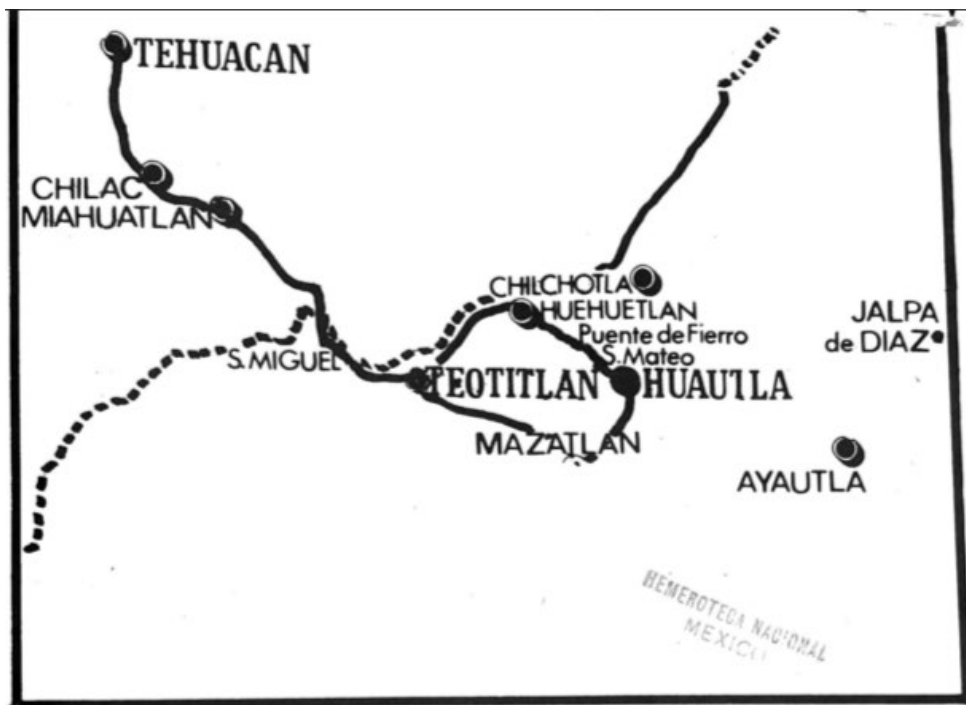 TEHUACAN
CHILAC
MIAHUATLAN
CHILCHOTLA
HUEHUETLAN
Puente de Fierro
S. Mateo
JALPA
de DIAZ
S. MIGUEL
TEOTITLAN
HUAUTLA
MAZATLAN
AYAUTLA
HEMEROTECA NACIONAL
MEXICO